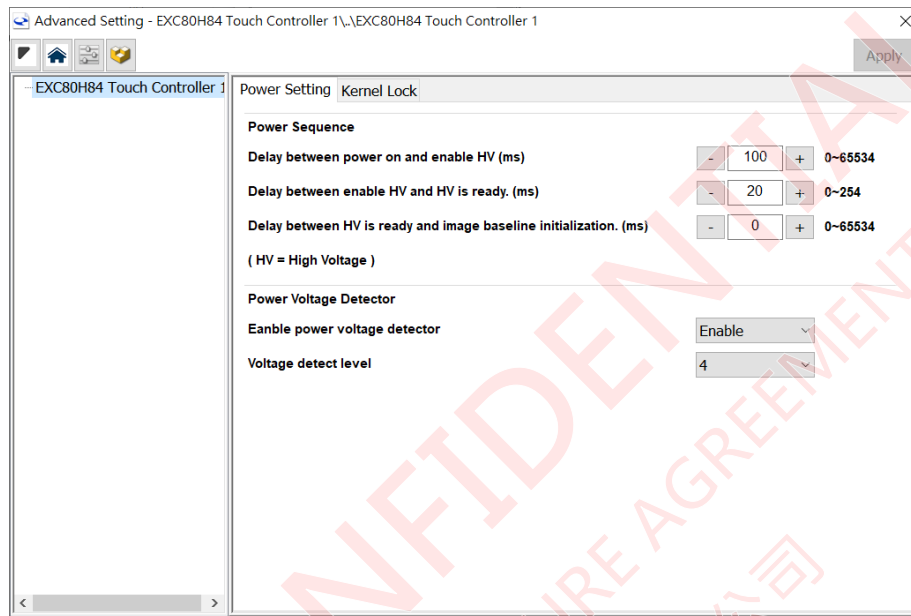 Advanced Setting - EXC80H84 Touch Controller 1\..\EXC80H84 Touch Controller 1
Apply
EXC80H84 Touch Controller 1
Power Setting Kernel Lock
Power Sequence
Delay between power on and enable HV (ms) - 100 + 0~65534
Delay between enable HV and HV is ready. (ms) - 20 + 0~254
Delay between HV is ready and image baseline initialization. (ms) - 0 + 0~65534
( HV = High Voltage )
Power Voltage Detector
Eanble power voltage detector Enable
Voltage detect level 4
NFIDENTIAL
URE AGREEMENT
公司